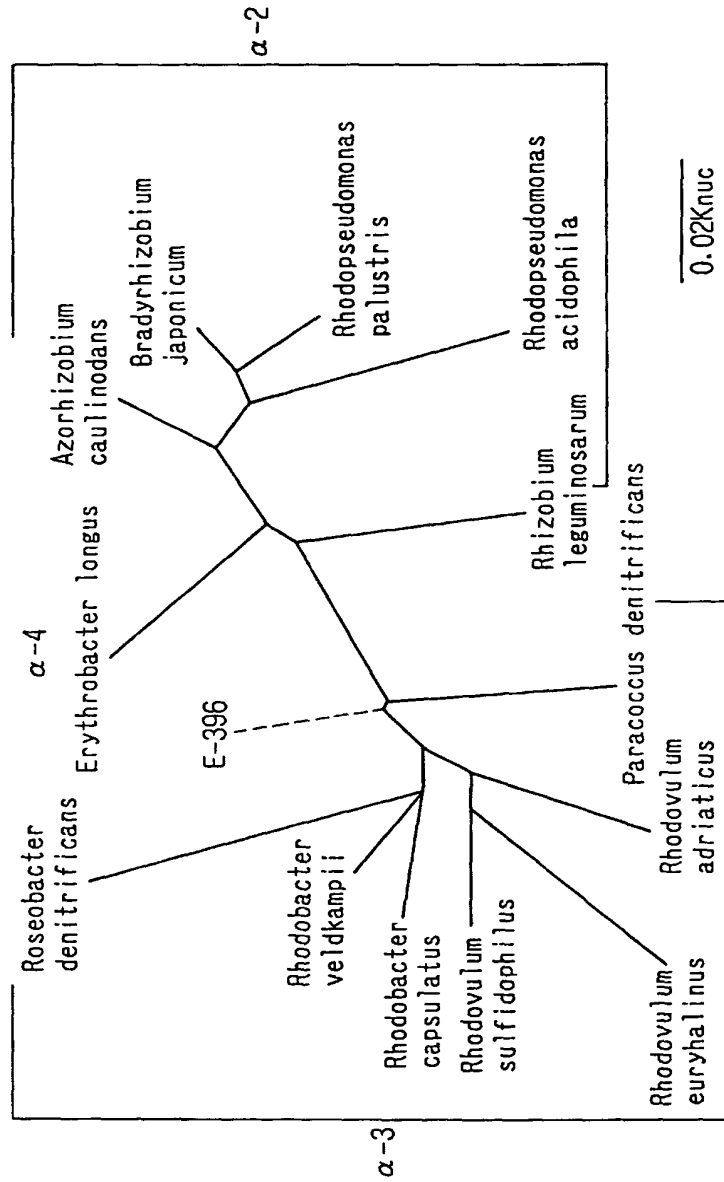 α-2
α-4
α-3
Azorhizobium
caulinodans
Bradyrhizobium
japonicum
Rhodopseudomonas
palustris
Rhodopseudomonas
acidophila
Rhizobium
leguminosarum
Erythrobacter longus
E-396
Paracoccus denitrificans
Roseobacter
denitrificans
Rhodobacter
veldkampii
Rhodobacter
capsulatus
Rhodovulum
sulfidophilus
Rhodovulum
euryhalinus
Rhodovulum
adriaticus
0.02Knuc